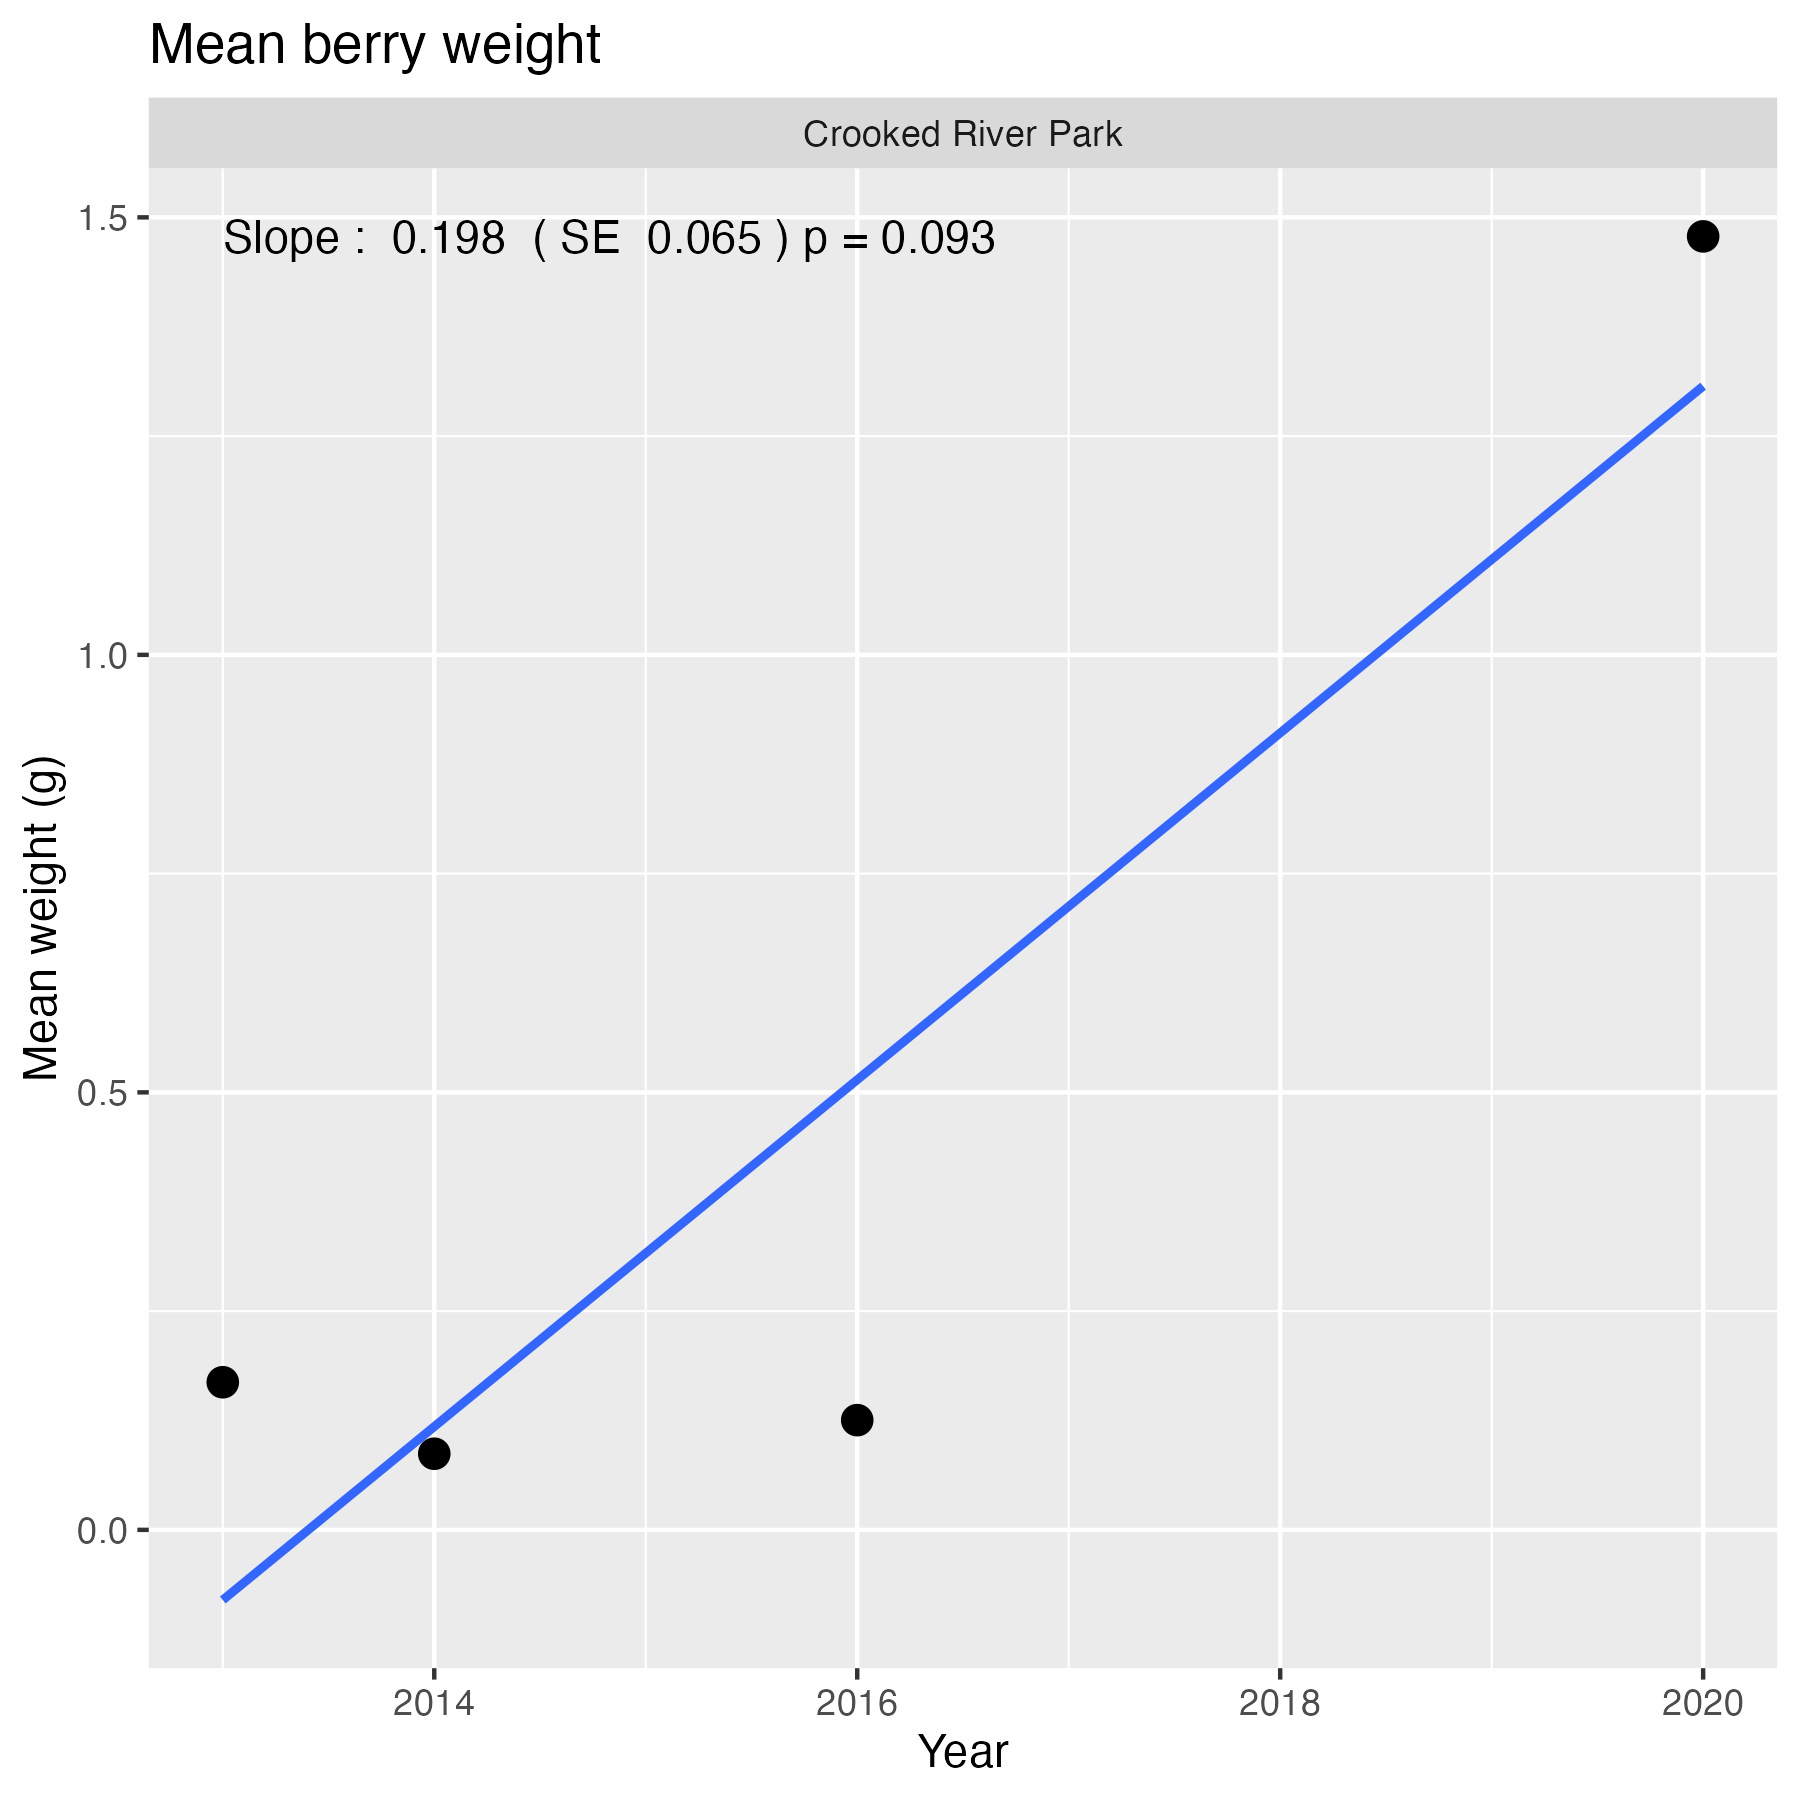 Mean berry weight
Crooked River Park
Slope :  0.198  ( SE  0.065 ) p = 0.093
1.5
1.0
0.5
0.0
Mean weight (g)
2014
2016
2018
2020
Year